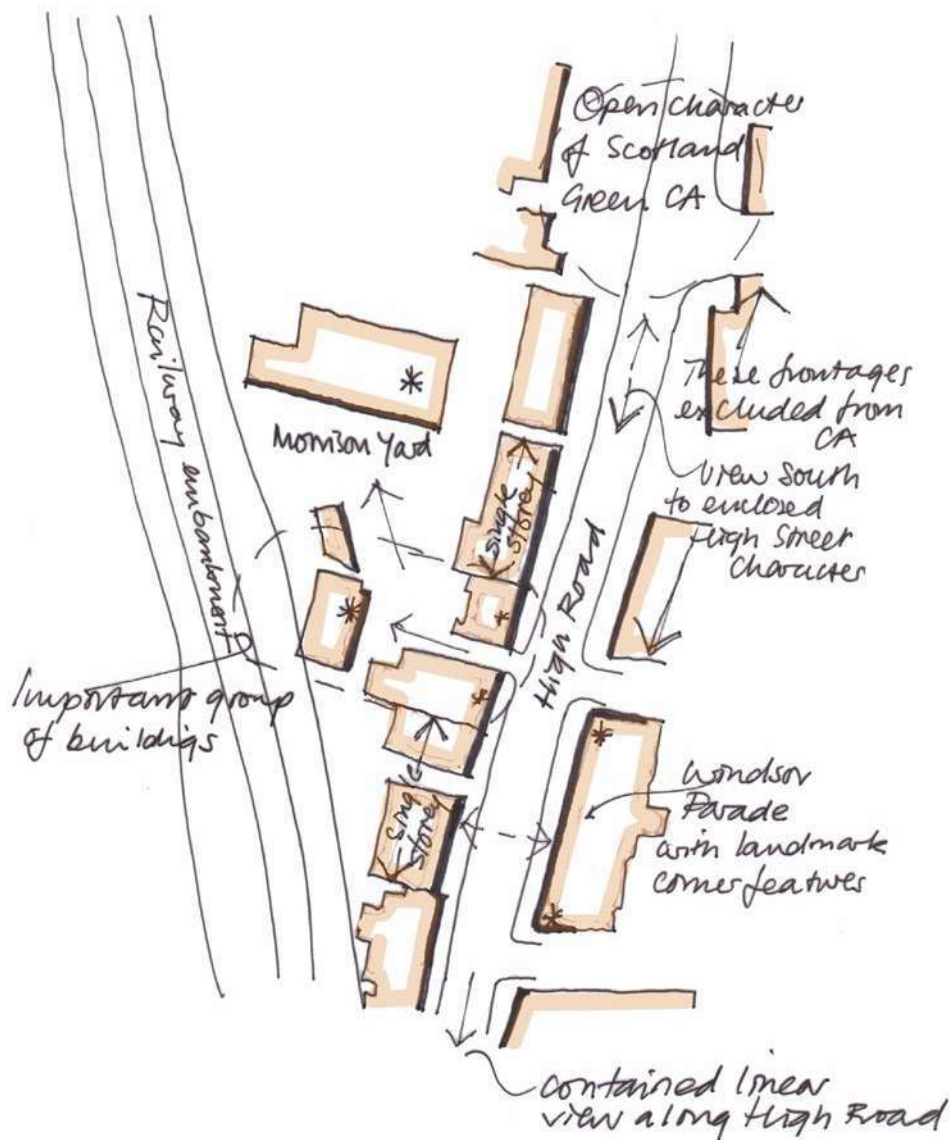 Open character
of Scotland
Green CA
These frontages
excluded from
CA
View South
to enclosed
High Street
Character
Railway embankment
Morrison Yard
single
storey
High Road
Important group
of buildigs
single
storey
Windsor
Parade
with landmark
corner features
contained linear
view along High Road